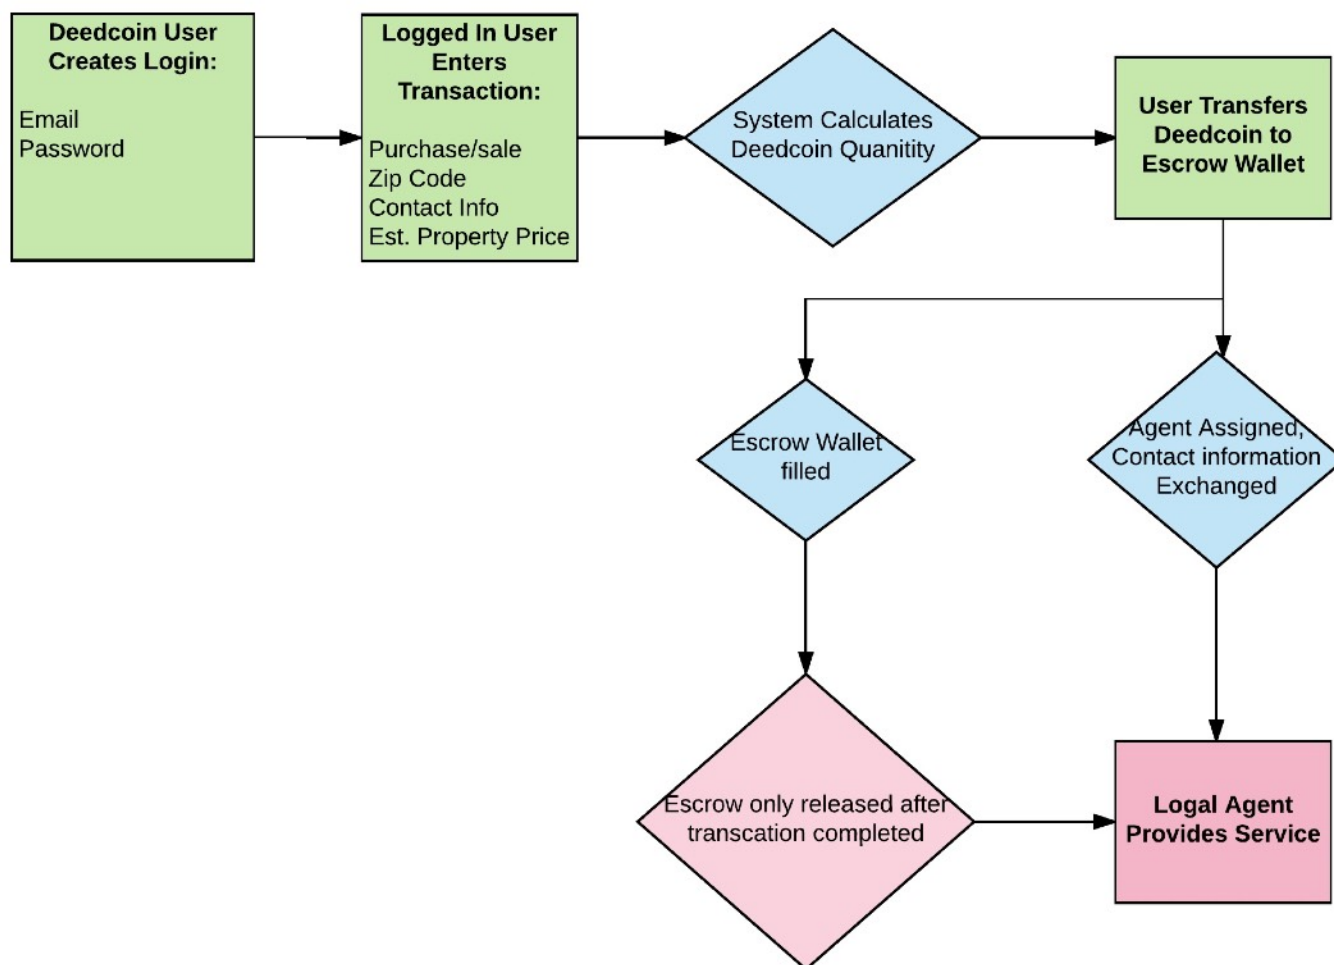 Deedcoin User
Creates Login:
Email
Password
Logged In User
Enters
Transaction:
Purchase/sale
Zip Code
Contact Info
Est. Property Price
System Calculates
Deedcoin Quanitity
User Transfers
Deedcoin to
Escrow Wallet
Escrow Wallet
filled
Agent Assigned,
Contact information
Exchanged
Escrow only released after
transcation completed
Logal Agent
Provides Service